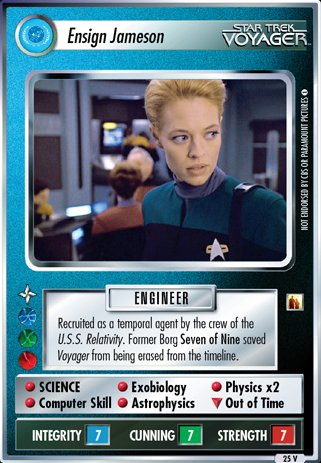 Ensign Jameson
STAR TREK
VOYAGER
NOT ENDORSED BY CBS OR PARAMOUNT PICTURES
ENGINEER
Recruited as a temporal agent by the crew of the
U.S.S. Relativity. Former Borg Seven of Nine saved
Voyager from being erased from the timeline.
SCIENCE Exobiology Physics x2
Computer Skill Astrophysics Out of Time
INTEGRITY 7 CUNNING 7 STRENGTH 7
25 V